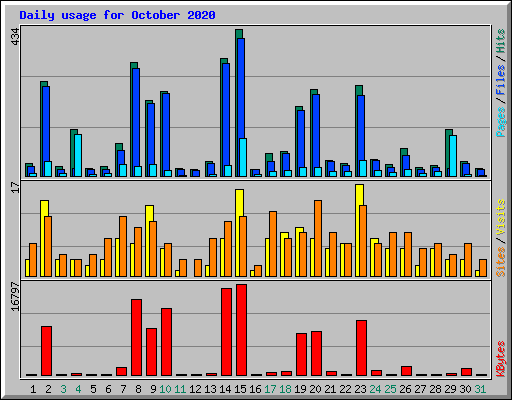 Daily usage for October 2020
434
17
16797
Pages / Files / Hits
Sites / Visits
KBytes
1 2 3 4 5 6 7 8 9 10 11 12 13 14 15 16 17 18 19 20 21 22 23 24 25 26 27 28 29 30 31